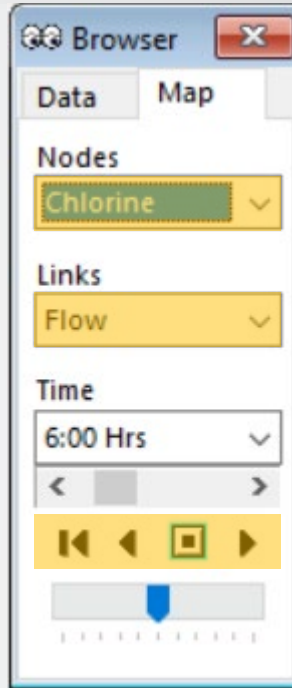 Browser
Data Map
Nodes
Chlorine
Links
Flow
Time
6:00 Hrs